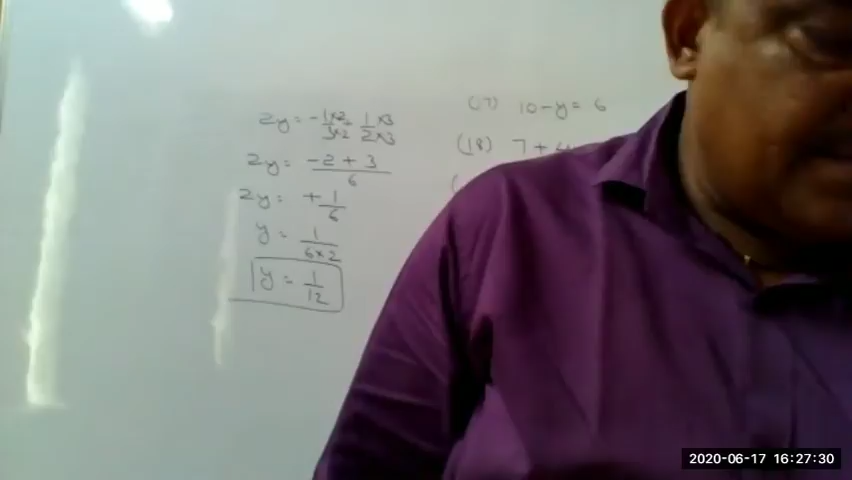 2y = -1×2/3×2 + 1×3/2×3
2y = -2+3/6
2y = +1/6
y = 1/6×2
y = 1/12
(17) 10-y=6
(18) 7+4
2020-06-17 16:27:30